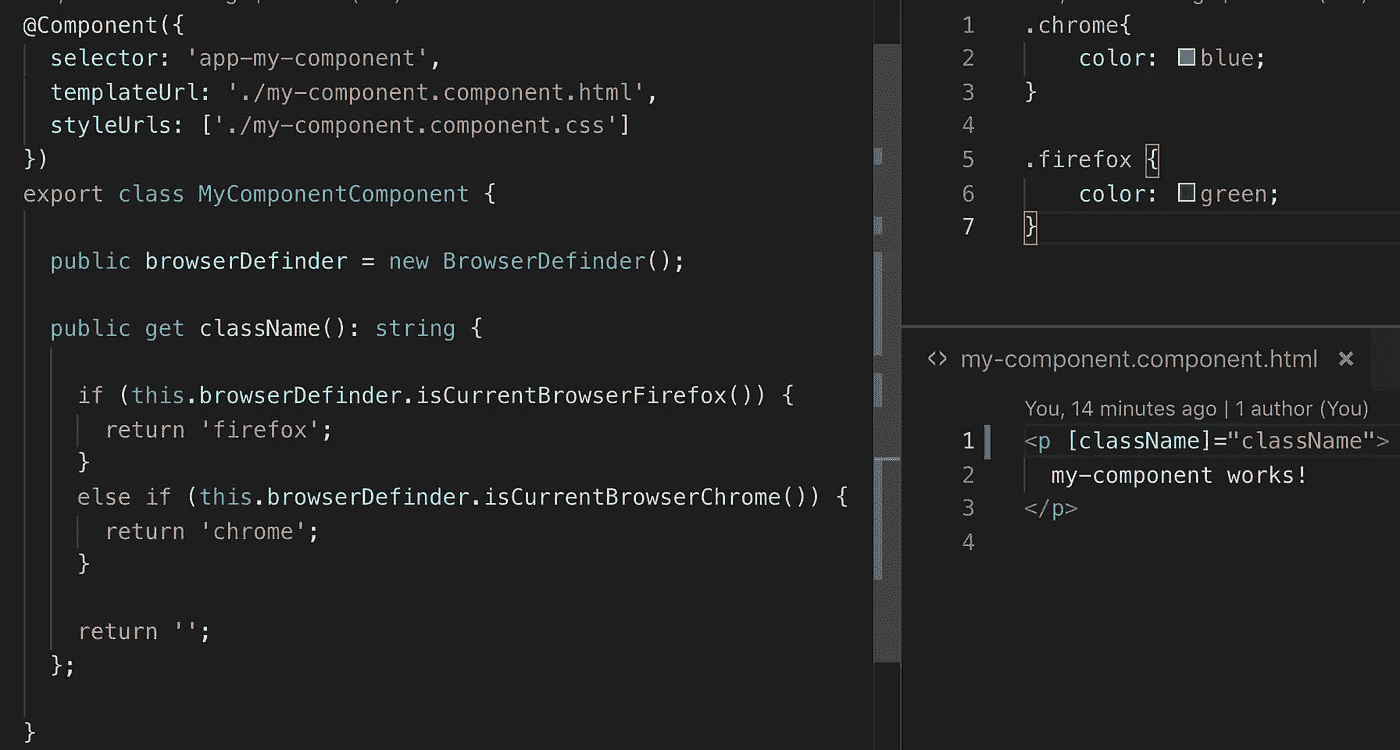 @Component({
selector: 'app-my-component',
templateUrl: './my-component.component.html',
styleUrls: ['./my-component.component.css']
})
export class MyComponentComponent {
public browserDefinder = new BrowserDefinder();
public get className(): string {
if (this.browserDefinder.isCurrentBrowserFirefox()) {
return 'firefox';
}
else if (this.browserDefinder.isCurrentBrowserChrome()) {
return 'chrome';
}
return '';
};
}
1 .chrome{
2 color: blue;
3 }
4
5 .firefox {
6 color: green;
7 }
<> my-component.component.html ×
You, 14 minutes ago | 1 author (You)
1 <p [className]="className">
2 my-component works!
3 </p>
4